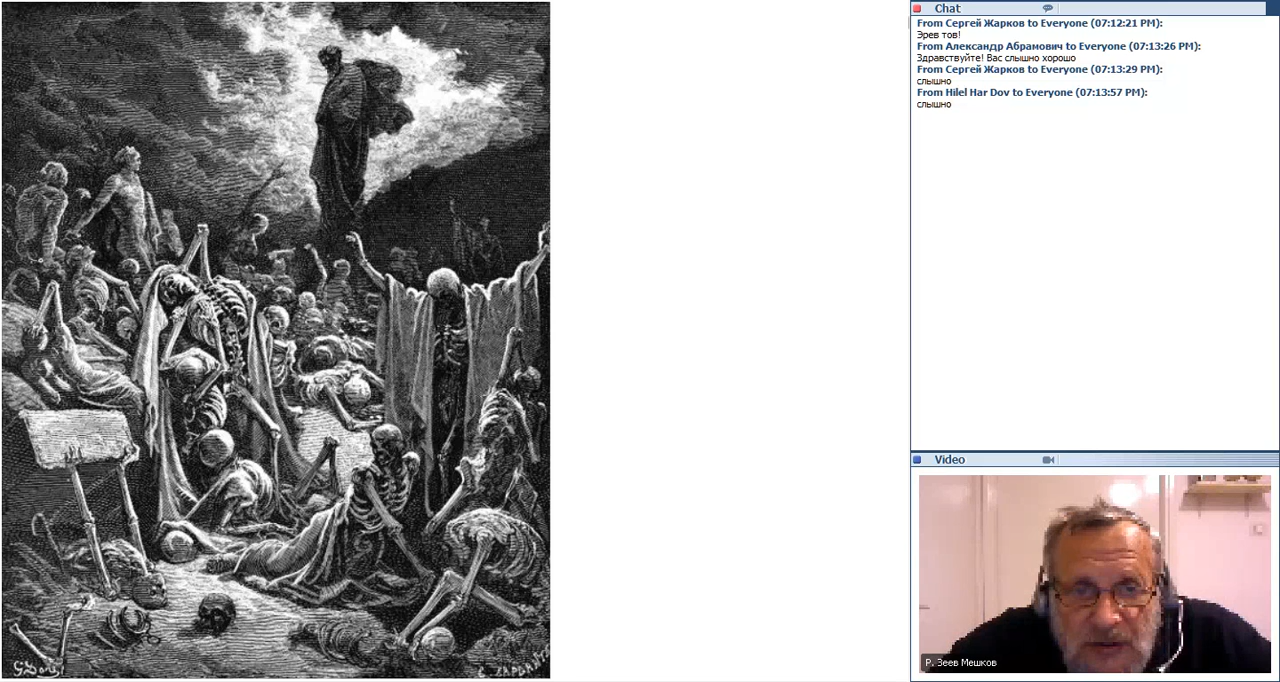 Chat
From Сергей Жарков to Everyone (07:12:21 PM):
Эрев тов!
From Александр Абрамович to Everyone (07:13:26 PM):
Здравствуйте! Вас слышно хорошо
From Сергей Жарков to Everyone (07:13:29 PM):
слышно
From Hilel Har Dov to Everyone (07:13:57 PM):
слышно
Video
Р. Зеев Мешков